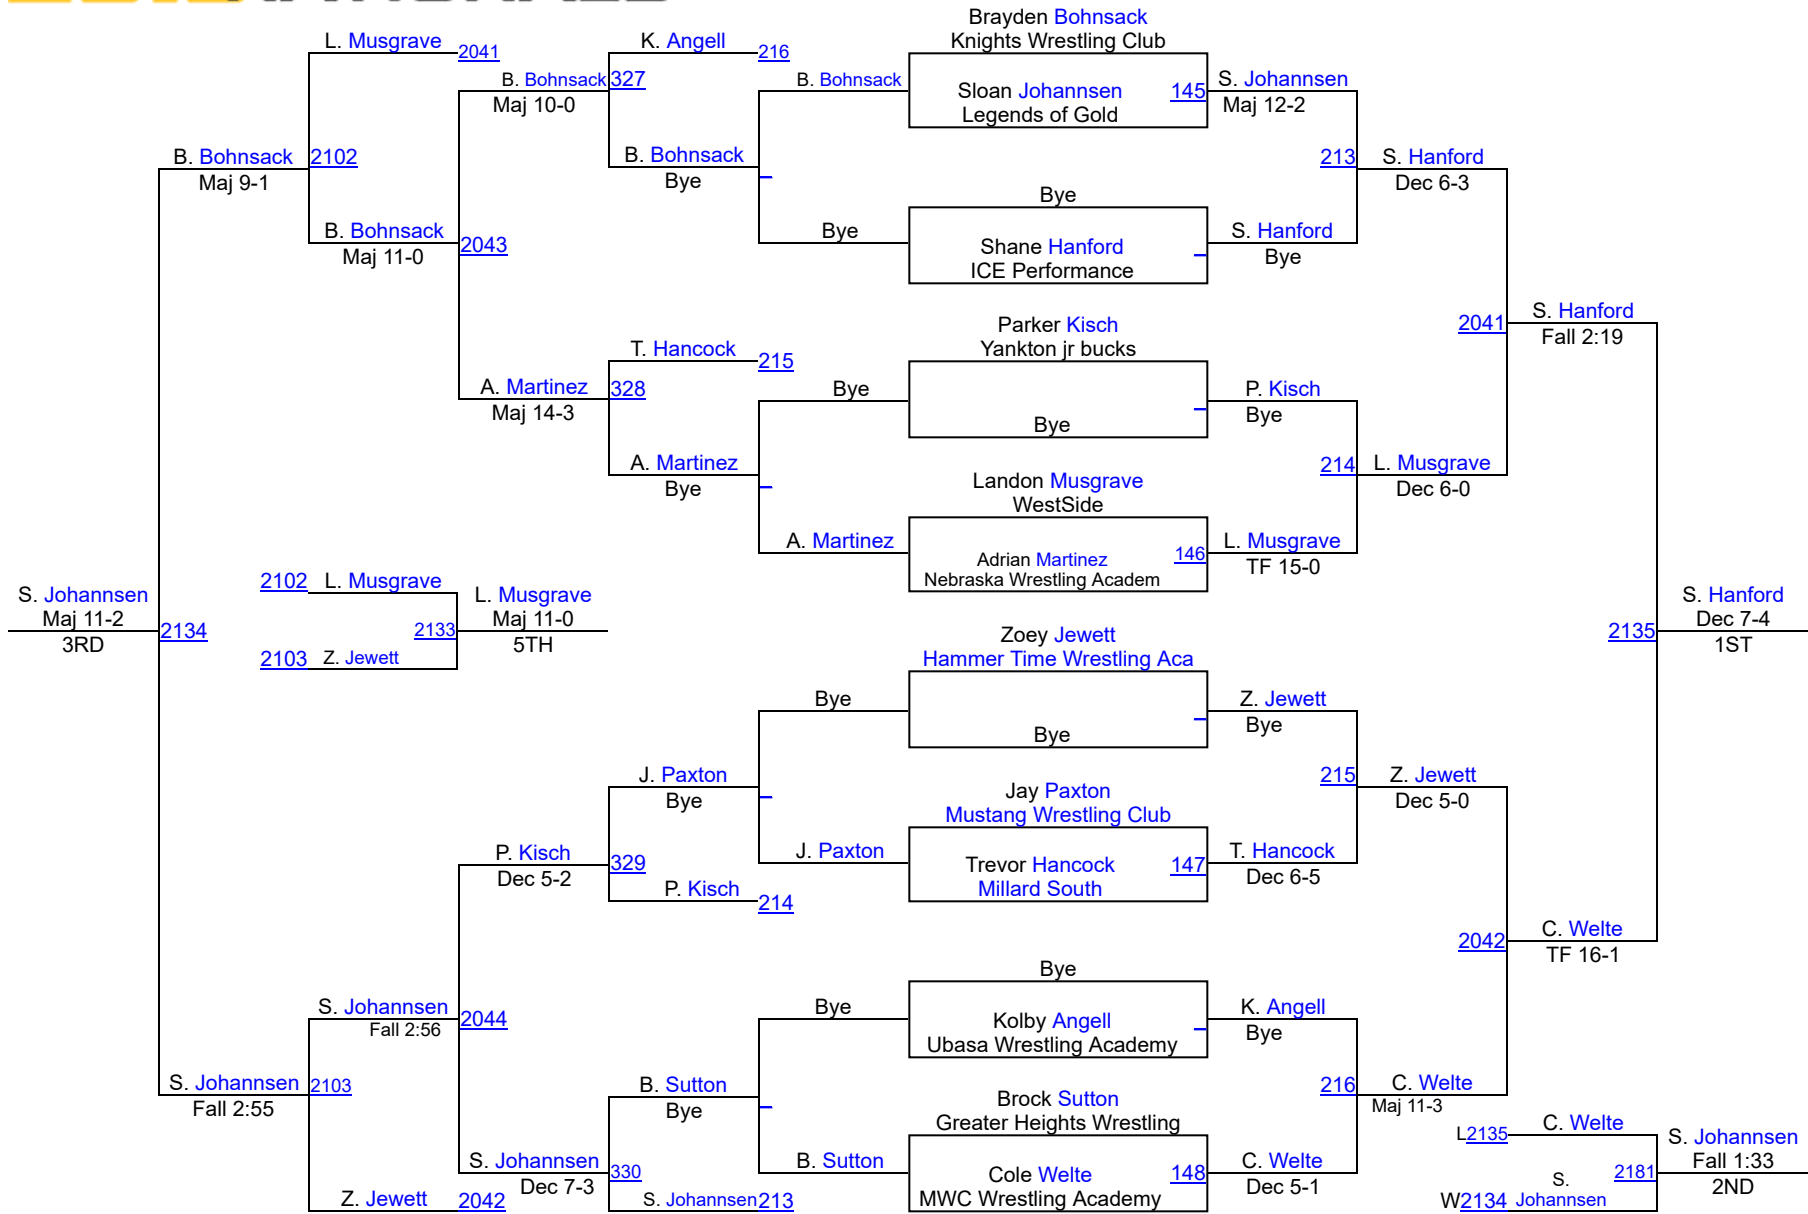 L. Musgrave 2041
B. Bohnsack 327
Maj 10-0
B. Bohnsack 2102
Maj 9-1
B. Bohnsack
Maj 11-0
2043
K. Angell 216
B. Bohnsack
B. Bohnsack
Bye
Bye
T. Hancock 215
A. Martinez 328
Maj 14-3
Bye
A. Martinez
Bye
A. Martinez
S. Johannsen
Maj 11-2
3RD
2134
2102 L. Musgrave
2103 Z. Jewett
2133
L. Musgrave
Maj 11-0
5TH
Bye
J. Paxton
Bye
J. Paxton
P. Kisch
Dec 5-2
329
P. Kisch 214
S. Johannsen
Fall 2:56
2044
Bye
S. Johannsen 2103
Fall 2:55
B. Sutton
Bye
B. Sutton
S. Johannsen 330
Dec 7-3
Z. Jewett 2042
S. Johannsen 213
Brayden Bohnsack
Knights Wrestling Club
Sloan Johannsen 145
Legends of Gold
Bye
Shane Hanford
ICE Performance
Parker Kisch
Yankton jr bucks
Bye
Landon Musgrave
WestSide
Adrian Martinez 146
Nebraska Wrestling Academ
Zoey Jewett
Hammer Time Wrestling Aca
Bye
Jay Paxton
Mustang Wrestling Club
Trevor Hancock 147
Millard South
Bye
Kolby Angell
Ubasa Wrestling Academy
Brock Sutton
Greater Heights Wrestling
Cole Welte 148
MWC Wrestling Academy
S. Johannsen
Maj 12-2
213 S. Hanford
Dec 6-3
S. Hanford
Bye
2041 S. Hanford
Fall 2:19
P. Kisch
Bye
214 L. Musgrave
Dec 6-0
L. Musgrave
TF 15-0
2135
S. Hanford
Dec 7-4
1ST
Z. Jewett
Bye
215 Z. Jewett
Dec 5-0
T. Hancock
Dec 6-5
2042 C. Welte
TF 16-1
K. Angell
Bye
216 C. Welte
Maj 11-3
C. Welte
Dec 5-1
L2135 C. Welte
W2134 S. Johannsen
2181
S. Johannsen
Fall 1:33
2ND